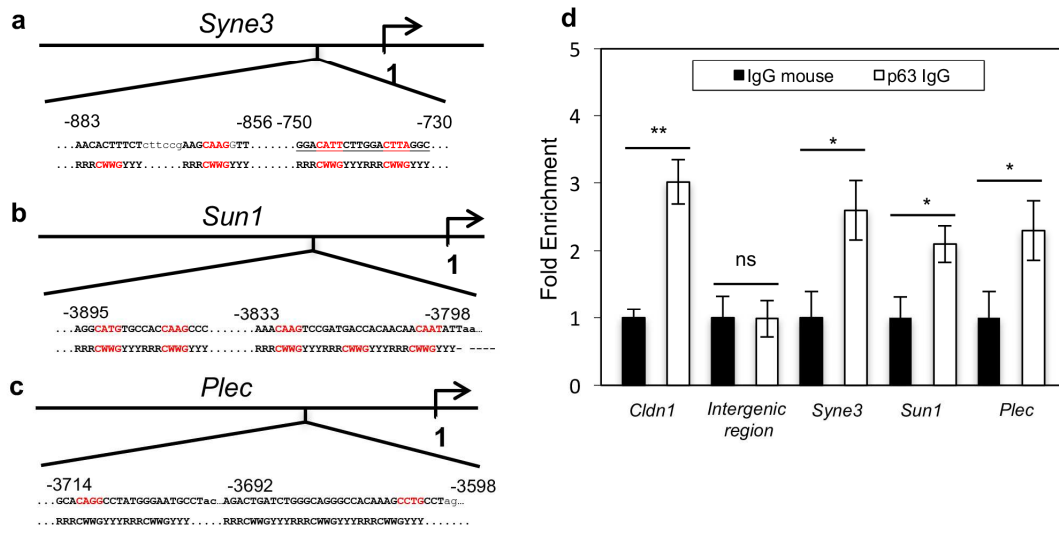 a
Syne3
1
-883 -856 -750 -730
...AACACTTTCTcttccgAAGCAAGGTT.......GGACATTCTTGGACTTAGGC
...RRRCWWGYYY.......RRRCWWGYYY.......RRRCWWGYYYRRRCWWGYYY
b
Sun1
1
-3895 -3833 -3798
....AGGCATGTGCCACCAAGCCC.......AAACAAGTCCGATGACCACAACAACAATATTaa…
....RRRCWWGYYYRRRCWWGYYY.......RRRCWWGYYYRRRCWWGYYYRRRCWWGYYY- ----
c
Plec
1
-3714 -3692 -3598
...GCACAGGCCTATGGGAATGCCTac…AGACTGATCTGGGCAGGGCCACAAAGCCTGCCTag…
...RRRCWWGYYYRRRCWWGYYY.......RRRCWWGYYYRRRCWWGYYYRRRCWWGYYY.......
d
Fold Enrichment
5
4
3
2
1
0
IgG mouse p63 IgG
**
ns
*
*
*
Cldn1
Intergenic region
Syne3
Sun1
Plec